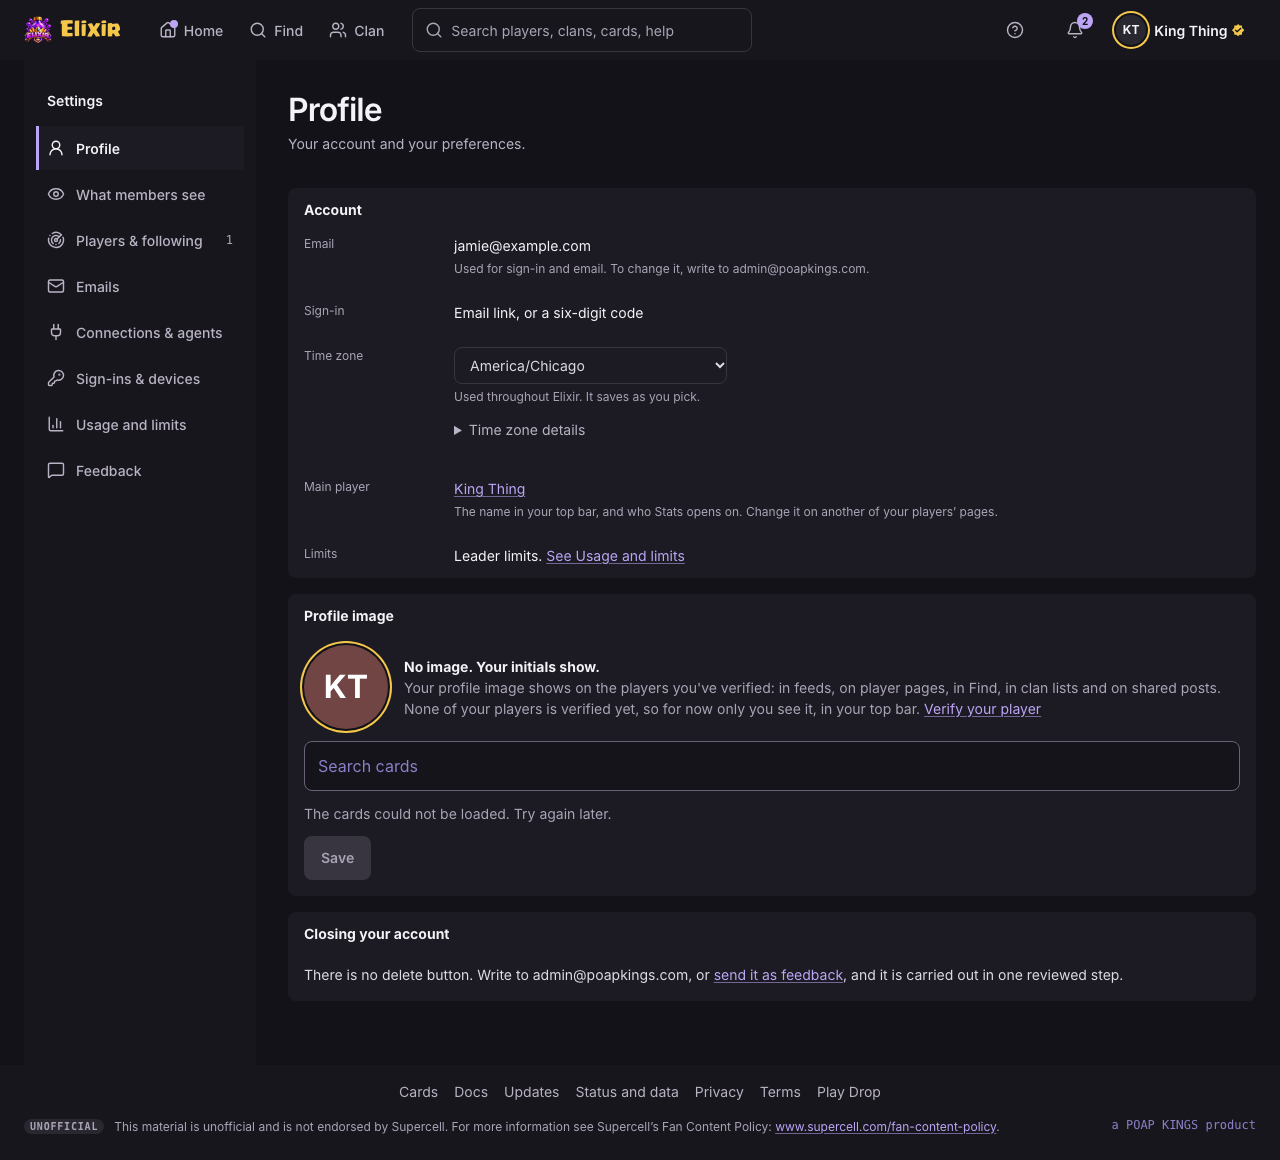 Elixir
Home
Find
Clan
Search players, clans, cards, help
2
KT
King Thing
Settings
Profile
What members see
Players & following 1
Emails
Connections & agents
Sign-ins & devices
Usage and limits
Feedback
Profile
Your account and your preferences.
Account
Email
jamie@example.com
Used for sign-in and email. To change it, write to admin@poapkings.com.
Sign-in
Email link, or a six-digit code
Time zone
America/Chicago
Used throughout Elixir. It saves as you pick.
Time zone details
Main player
King Thing
The name in your top bar, and who Stats opens on. Change it on another of your players’ pages.
Limits
Leader limits. See Usage and limits
Profile image
KT
No image. Your initials show.
Your profile image shows on the players you've verified: in feeds, on player pages, in Find, in clan lists and on shared posts.
None of your players is verified yet, so for now only you see it, in your top bar. Verify your player
Search cards
The cards could not be loaded. Try again later.
Save
Closing your account
There is no delete button. Write to admin@poapkings.com, or send it as feedback, and it is carried out in one reviewed step.
Cards Docs Updates Status and data Privacy Terms Play Drop
UNOFFICIAL This material is unofficial and is not endorsed by Supercell. For more information see Supercell’s Fan Content Policy: www.supercell.com/fan-content-policy.
a POAP KINGS product